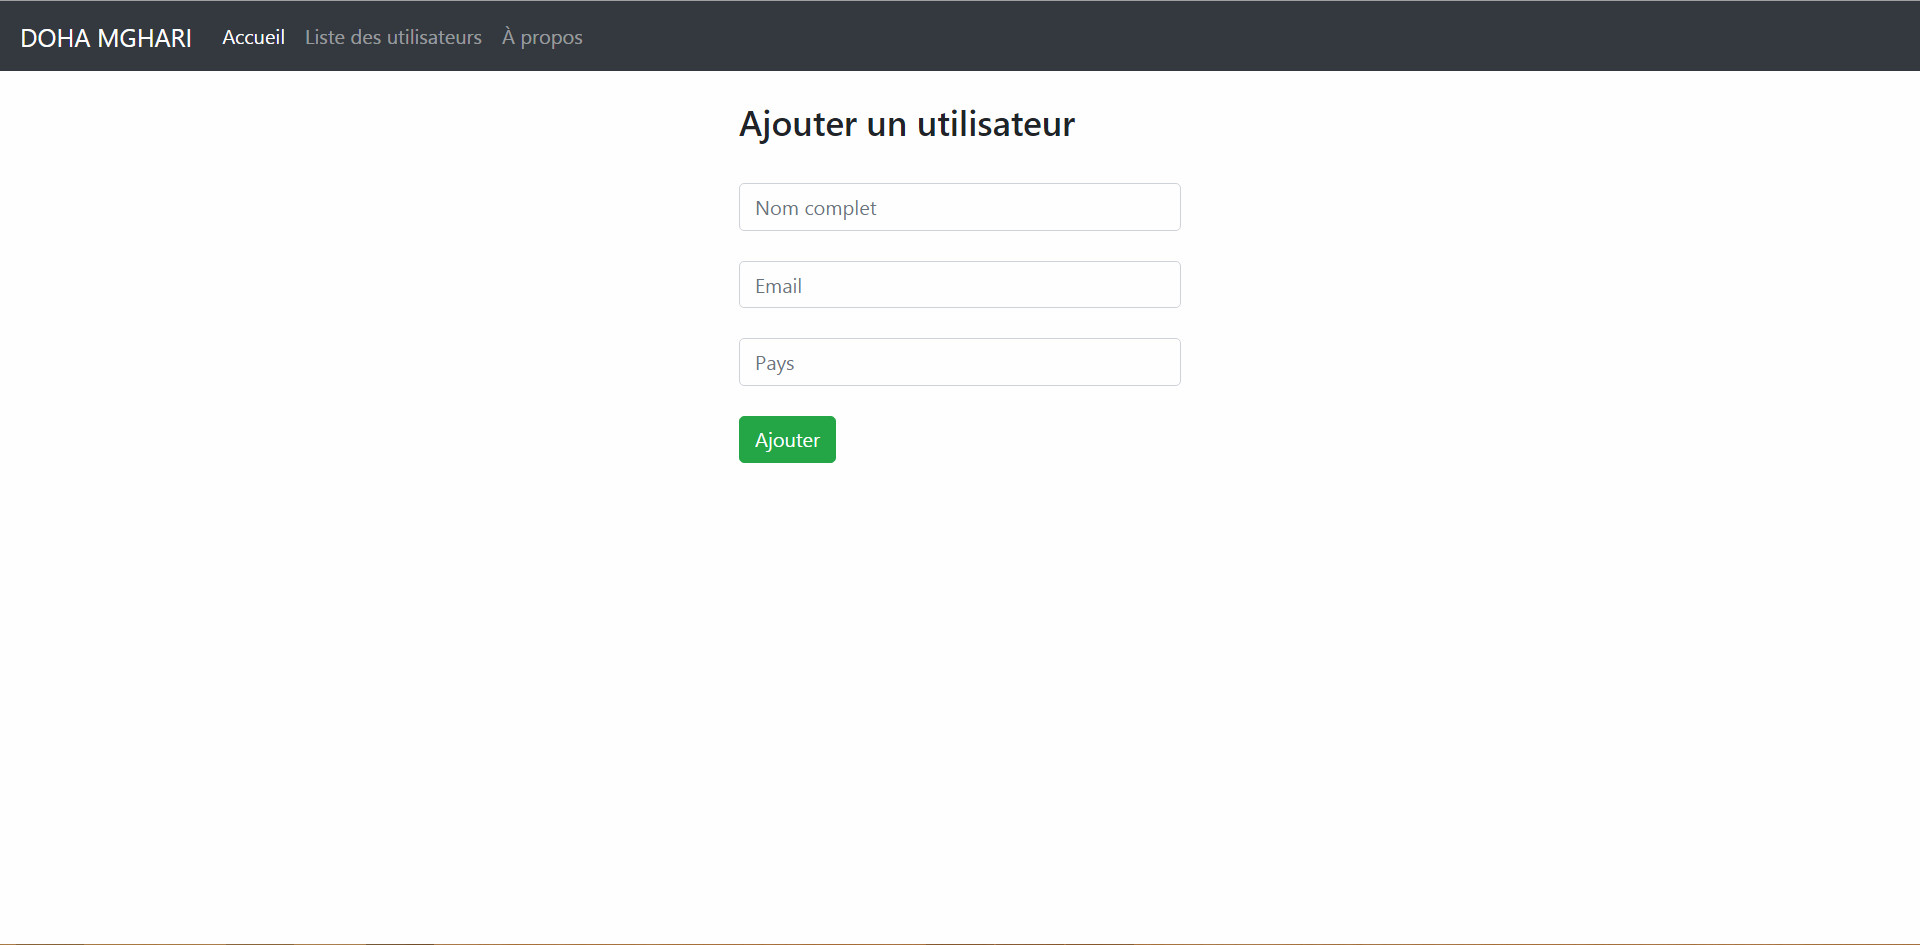 DOHA MGHARI Accueil Liste des utilisateurs À propos
Ajouter un utilisateur
Nom complet
Email
Pays
Ajouter